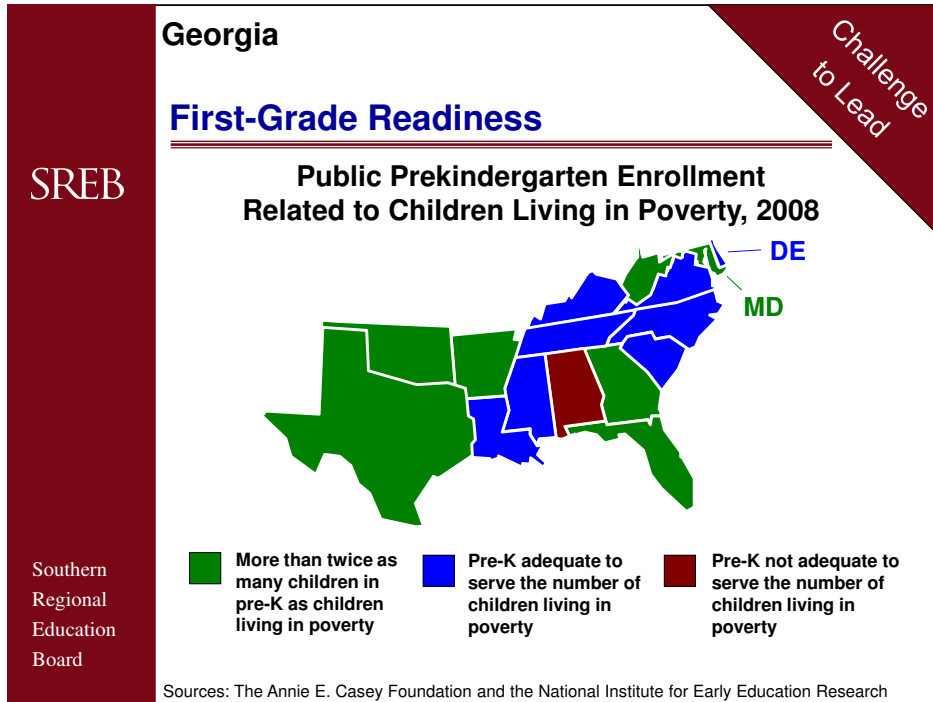 Georgia
Challenge
to Lead
First-Grade Readiness
SREB
Public Prekindergarten Enrollment
Related to Children Living in Poverty, 2008
DE
MD
More than twice as
many children in
pre-K as children
living in poverty
Pre-K adequate to
serve the number of
children living in
poverty
Pre-K not adequate to
serve the number of
children living in
poverty
Southern
Regional
Education
Board
Sources: The Annie E. Casey Foundation and the National Institute for Early Education Research